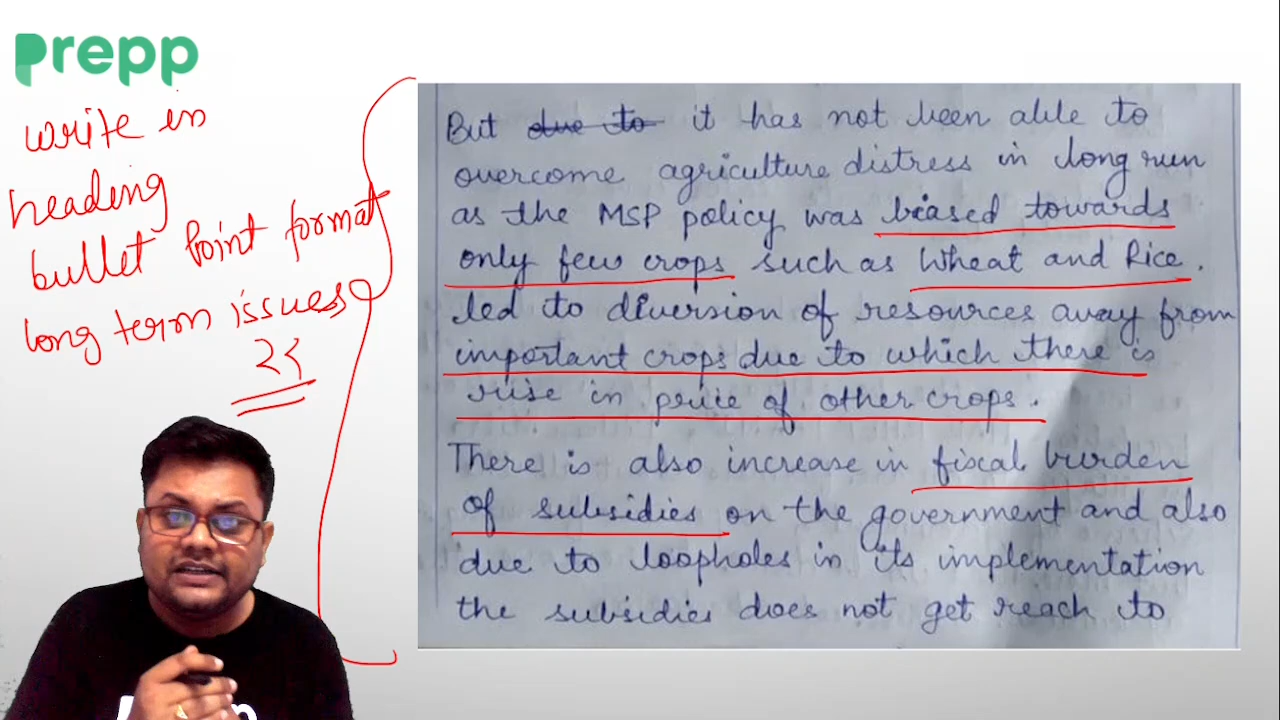 Prepp
write in
heading
bullet point format
long term issues
But due to it has not been able to
overcome agriculture distress in long run
as the MSP policy was biased towards
only few crops such as Wheat and Rice.
led to diversion of resources away from
important crops due to which there is
rise in price of other crops.
There is also increase in fiscal burden
of subsidies on the government and also
due to loopholes in its implementation
the subsidies does not get reach to